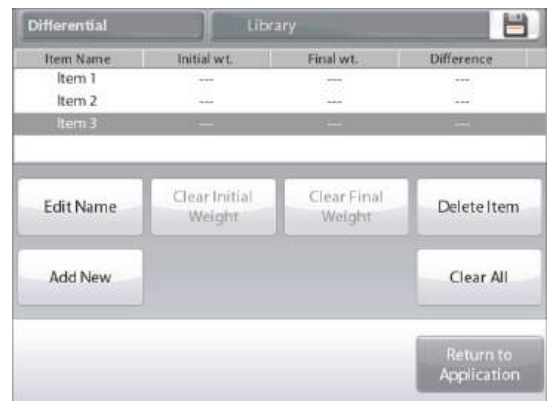 Differential Library
Item Name Initial wt. Final wt. Difference
Item 1 --- --- ---
Item 2 --- --- ---
Item 3 --- --- ---
Edit Name Clear Initial Weight Clear Final Weight Delete Item
Add New Clear All
Return to
Application